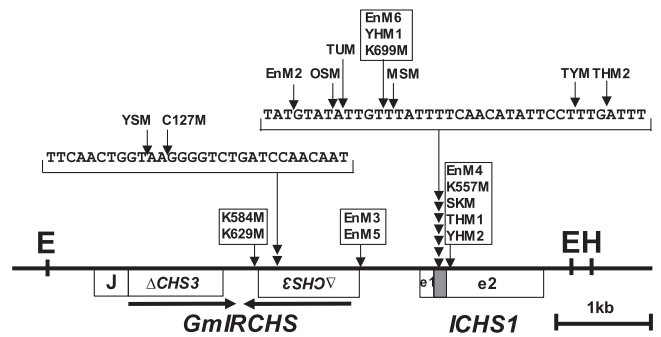 EnM6
YHM1
K699M
TUM
EnM2 OSM MSM TYM THM2
TATGTATATTGTTTATTTTCAACATATTCCTTTGATTT
YSM C127M
TTCAACTGGTAAGGGGTCTGATCCAACAAT
EnM4
K557M
SKM
THM1
YHM2
K584M
K629M
EnM3
EnM5
E E H
J ΔCHS3 ΔCHS3 e1 e2
GmIRCHS ICHS1 1kb